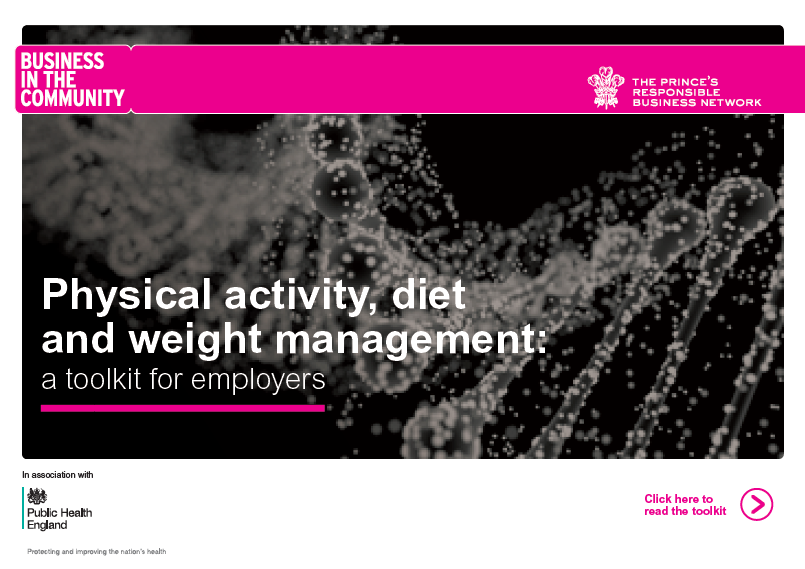 BUSINESS
IN THE
COMMUNITY
THE PRINCE'S
RESPONSIBLE
BUSINESS NETWORK
Physical activity, diet
and weight management:
a toolkit for employers
In association with
Public Health
England
Protecting and improving the nation's health
Click here to
read the toolkit